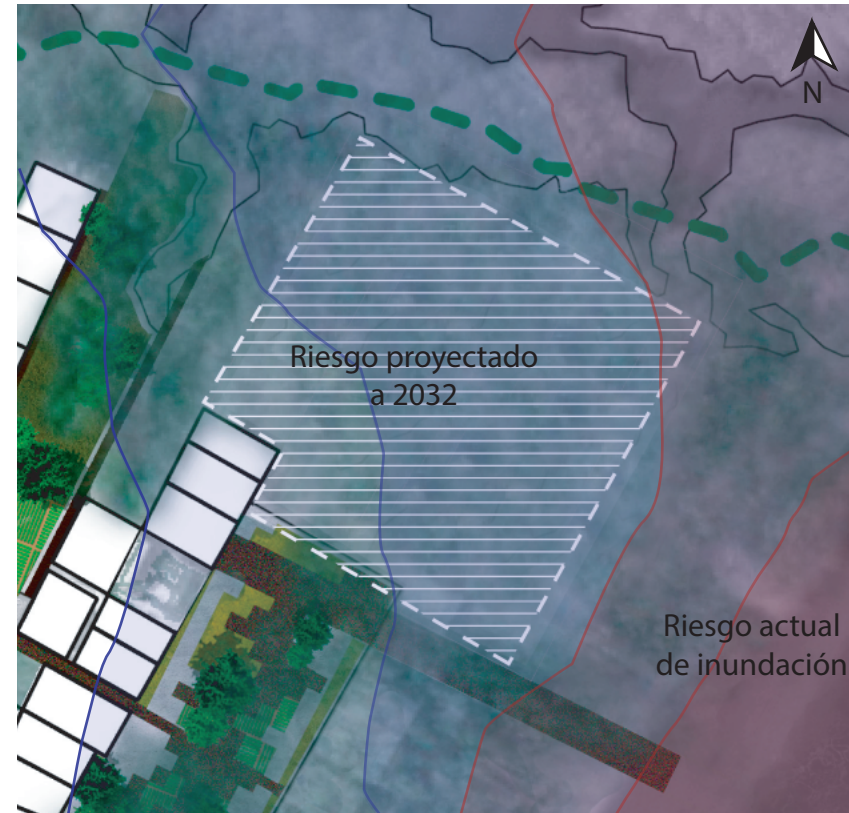 N
Riesgo proyectado
a 2032
Riesgo actual
de inundación